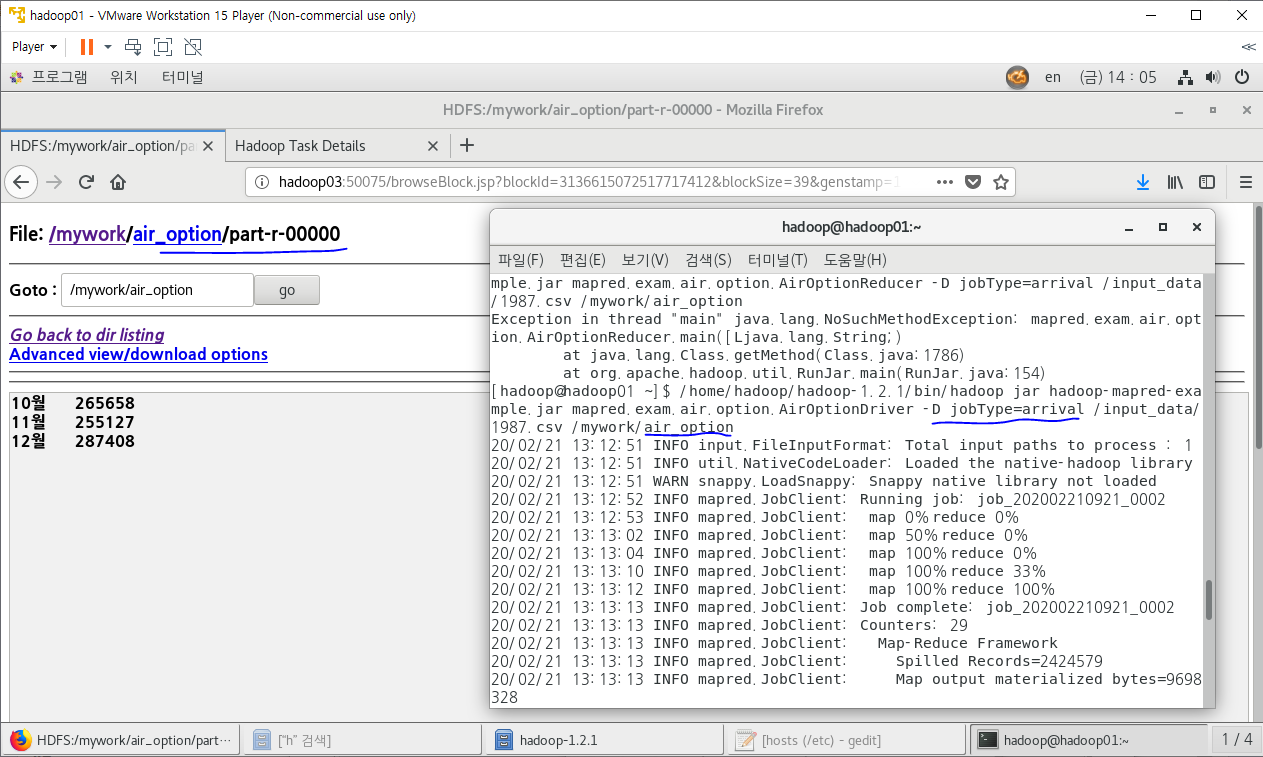 hadoop01 - VMware Workstation 15 Player (Non-commercial use only)
Player
프로그램 위치 터미널 en (금) 14 : 05
HDFS:/mywork/air_option/part-r-00000 - Mozilla Firefox
HDFS:/mywork/air_option/pa Hadoop Task Details
hadoop03:50075/browseBlock.jsp?blockId=3136615072517717412&blockSize=39&genstamp=1
File: /mywork/air_option/part-r-00000
Goto : /mywork/air_option go
Go back to dir listing
Advanced view/download options
10월 265658
11월 255127
12월 287408
hadoop@hadoop01:~
파일(F) 편집(E) 보기(V) 검색(S) 터미널(T) 도움말(H)
mple.jar mapred.exam.air.option.AirOptionReducer -D jobType=arrival /input_data
/1987.csv /mywork/air_option
Exception in thread "main" java.lang.NoSuchMethodException: mapred.exam.air.opt
ion.AirOptionReducer.main([Ljava.lang.String;)
at java.lang.Class.getMethod(Class.java:1786)
at org.apache.hadoop.util.RunJar.main(RunJar.java:154)
[hadoop@hadoop01 ~]$ /home/hadoop/hadoop-1.2.1/bin/hadoop jar hadoop-mapred-exa
mple.jar mapred.exam.air.option.AirOptionDriver -D jobType=arrival /input_data/
1987.csv /mywork/air_option
20/02/21 13:12:51 INFO input.FileInputFormat: Total input paths to process : 1
20/02/21 13:12:51 INFO util.NativeCodeLoader: Loaded the native-hadoop library
20/02/21 13:12:51 WARN snappy.LoadSnappy: Snappy native library not loaded
20/02/21 13:12:52 INFO mapred.JobClient: Running job: job_202002210921_0002
20/02/21 13:12:53 INFO mapred.JobClient: map 0% reduce 0%
20/02/21 13:13:02 INFO mapred.JobClient: map 50% reduce 0%
20/02/21 13:13:04 INFO mapred.JobClient: map 100% reduce 0%
20/02/21 13:13:10 INFO mapred.JobClient: map 100% reduce 33%
20/02/21 13:13:12 INFO mapred.JobClient: map 100% reduce 100%
20/02/21 13:13:13 INFO mapred.JobClient: Job complete: job_202002210921_0002
20/02/21 13:13:13 INFO mapred.JobClient: Counters: 29
20/02/21 13:13:13 INFO mapred.JobClient: Map-Reduce Framework
20/02/21 13:13:13 INFO mapred.JobClient: Spilled Records=2424579
20/02/21 13:13:13 INFO mapred.JobClient: Map output materialized bytes=9698
328
HDFS:/mywork/air_option/part··· ["h" 검색] hadoop-1.2.1 [hosts (/etc) - gedit] hadoop@hadoop01:~ 1 / 4